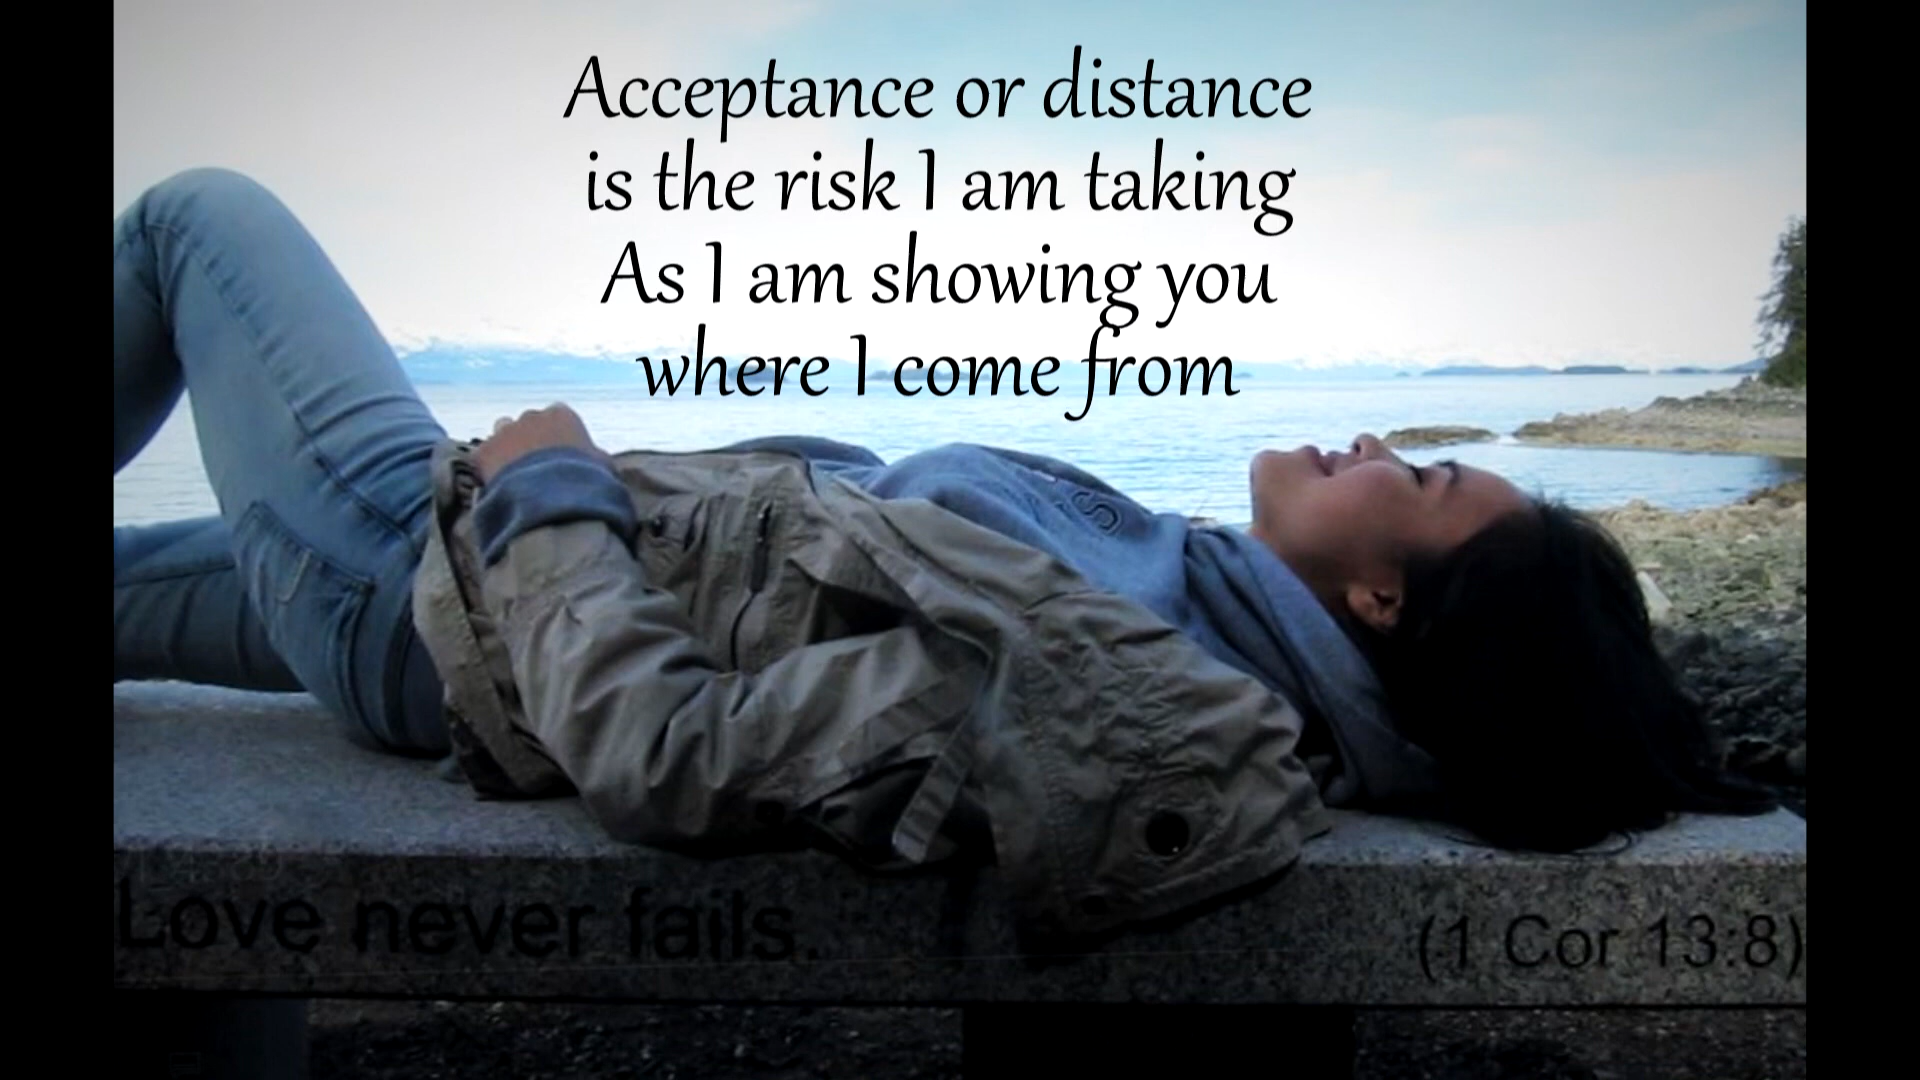 Acceptance or distance
is the risk I am taking
As I am showing you
where I come from
Love never fails. (1 Cor 13:8)